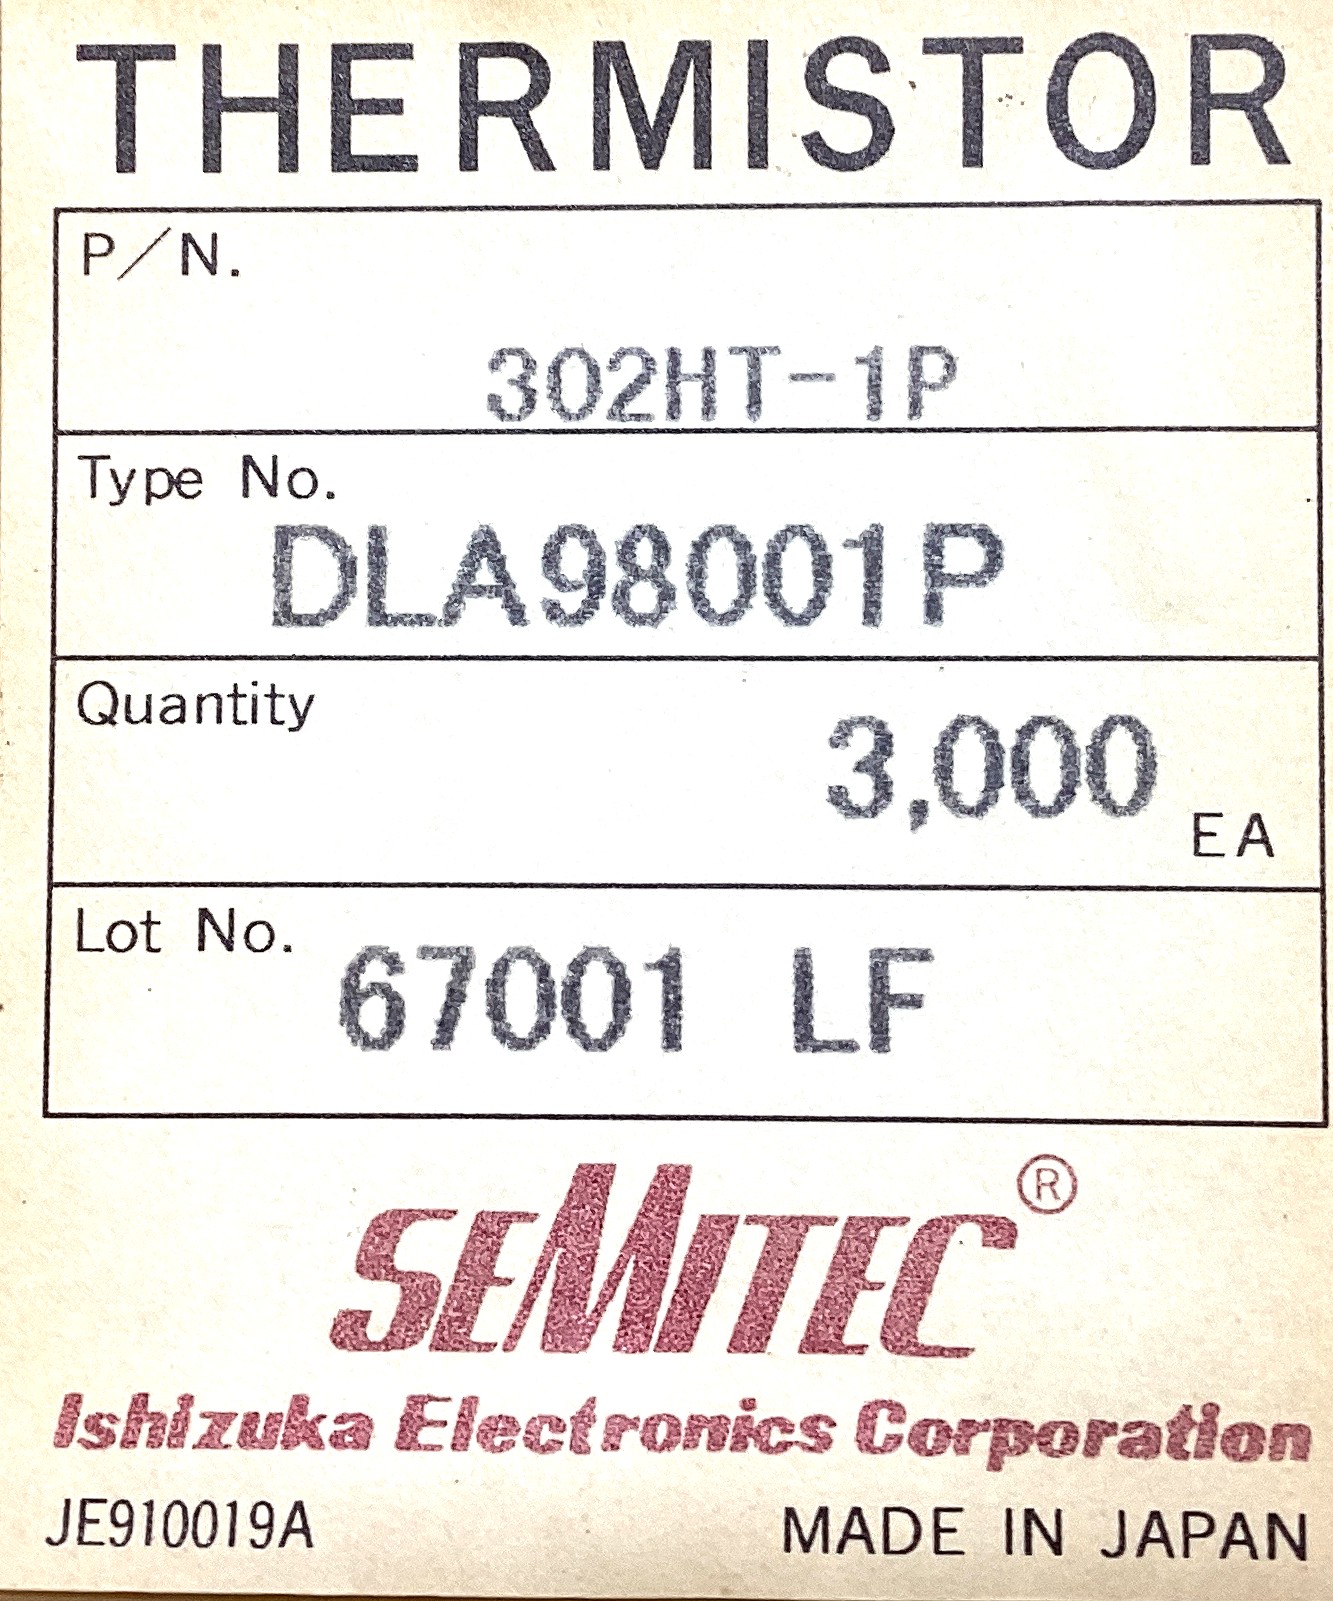 THERMISTOR
P/N.
302HT-1P
Type No.
DLA98001P
Quantity
3,000 EA
Lot No. 67001 LF
SEMITEC®
Ishizuka Electronics Corporation
JE910019A MADE IN JAPAN